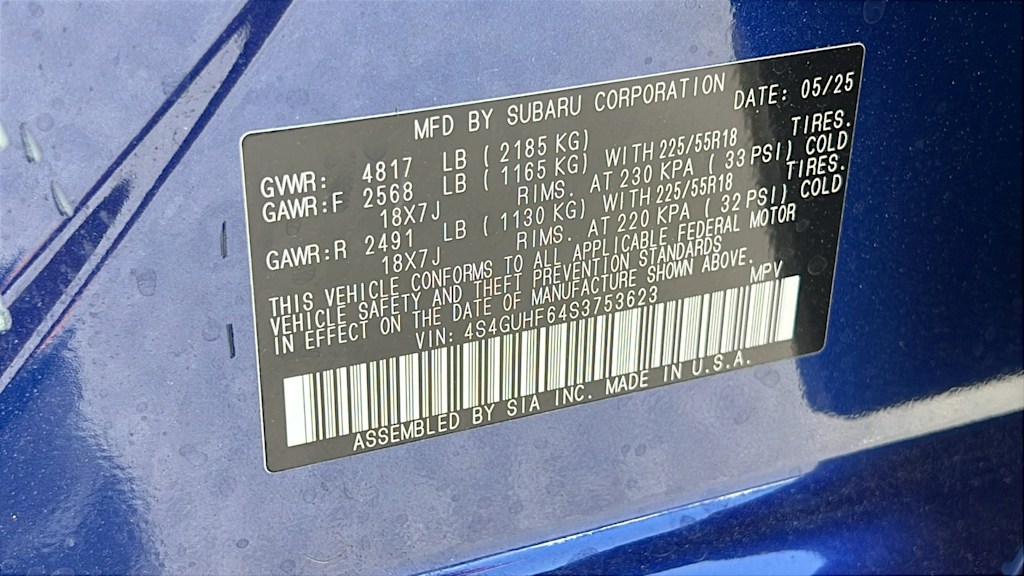 MFD BY SUBARU CORPORATION DATE: 05/25
GVWR: 4817 LB ( 2185 KG)
GAWR:F 2568 LB ( 1165 KG) WITH 225/55R18 TIRES.
18X7J RIMS. AT 230 KPA ( 33 PSI) COLD
GAWR:R 2491 LB ( 1130 KG) WITH 225/55R18 TIRES.
18X7J RIMS. AT 220 KPA ( 32 PSI) COLD
THIS VEHICLE CONFORMS TO ALL APPLICABLE FEDERAL MOTOR
VEHICLE SAFETY AND THEFT PREVENTION STANDARDS
IN EFFECT ON THE DATE OF MANUFACTURE SHOWN ABOVE.
VIN: 4S4GUHF64S3753623 MPV
ASSEMBLED BY SIA INC. MADE IN U.S.A.